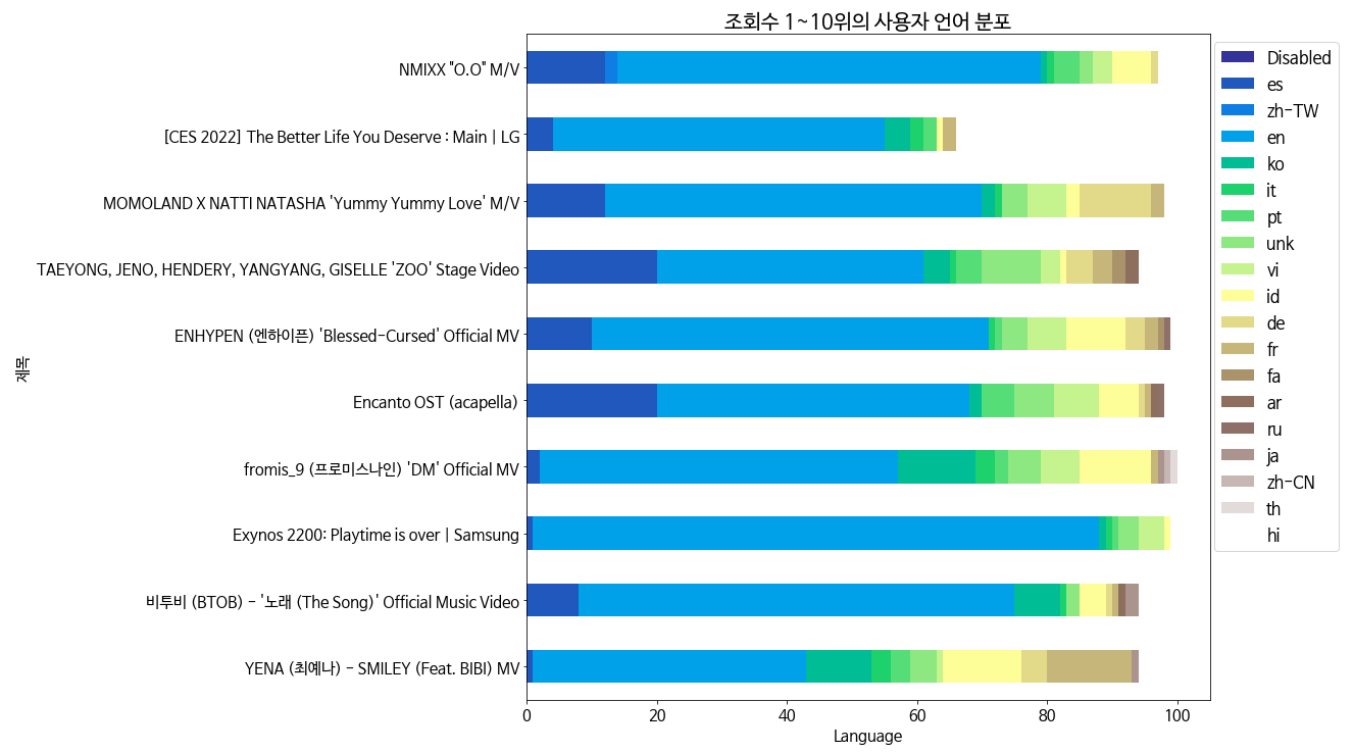 조회수 1~10위의 사용자 언어 분포
NMIXX "O.O" M/V
[CES 2022] The Better Life You Deserve : Main | LG
MOMOLAND X NATTI NATASHA 'Yummy Yummy Love' M/V
TAEYONG, JENO, HENDERY, YANGYANG, GISELLE 'ZOO' Stage Video
ENHYPEN (엔하이픈) 'Blessed-Cursed' Official MV
Encanto OST (acapella)
fromis_9 (프로미스나인) 'DM' Official MV
Exynos 2200: Playtime is over | Samsung
비투비 (BTOB) - '노래 (The Song)' Official Music Video
YENA (최예나) - SMILEY (Feat. BIBI) MV
제목
0 20 40 60 80 100
Language
Disabled
es
zh-TW
en
ko
it
pt
unk
vi
id
de
fr
fa
ar
ru
ja
zh-CN
th
hi